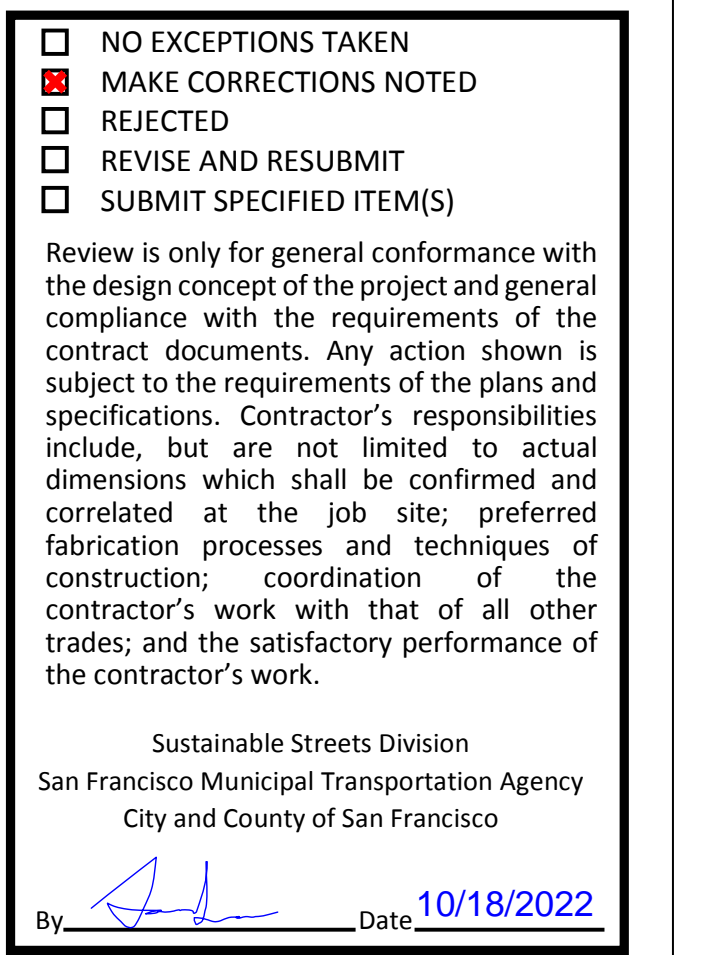 NO EXCEPTIONS TAKEN
MAKE CORRECTIONS NOTED
REJECTED
REVISE AND RESUBMIT
SUBMIT SPECIFIED ITEM(S)
Review is only for general conformance with
the design concept of the project and general
compliance with the requirements of the
contract documents. Any action shown is
subject to the requirements of the plans and
specifications. Contractor’s responsibilities
include, but are not limited to actual
dimensions which shall be confirmed and
correlated at the job site; preferred
fabrication processes and techniques of
construction; coordination of the
contractor’s work with that of all other
trades; and the satisfactory performance of
the contractor’s work.
Sustainable Streets Division
San Francisco Municipal Transportation Agency
City and County of San Francisco
By Date 10/18/2022